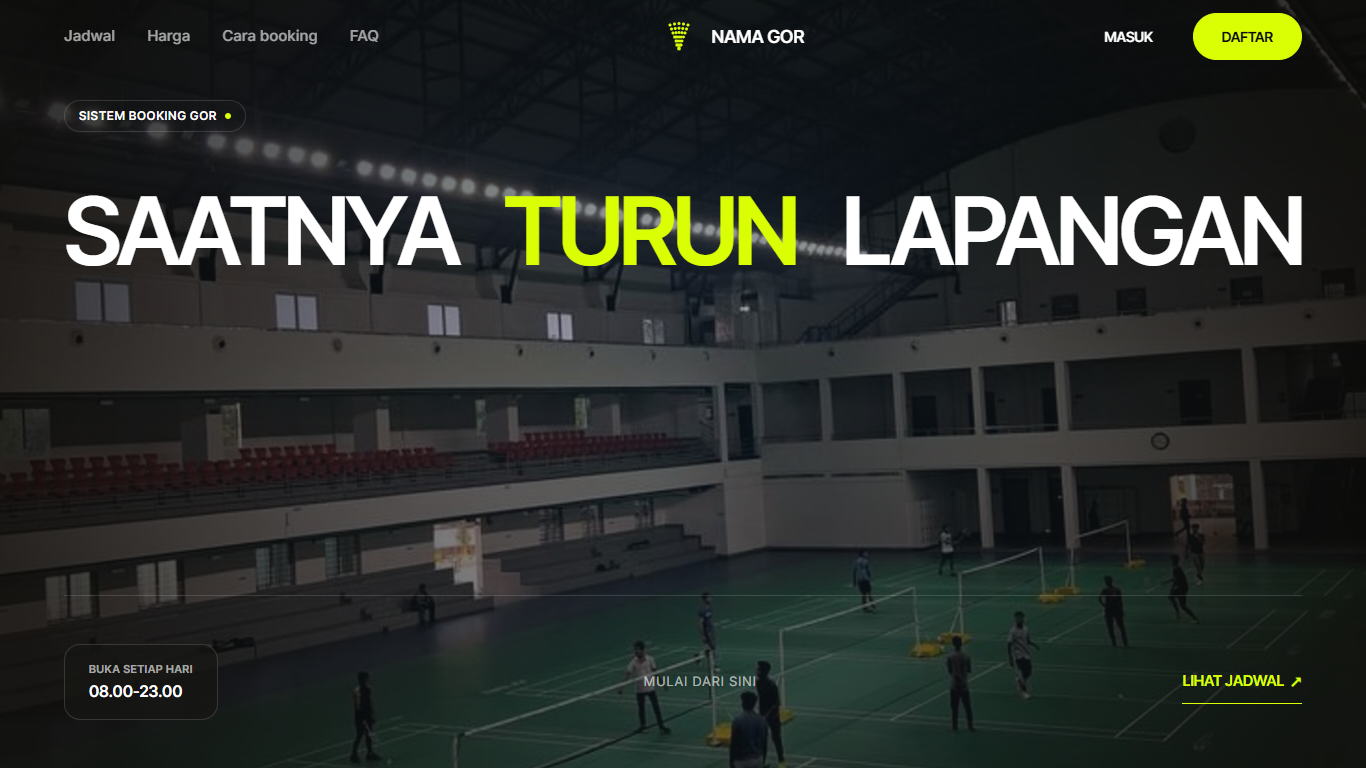 Jadwal Harga Cara booking FAQ NAMA GOR MASUK DAFTAR
SISTEM BOOKING GOR
SAATNYA TURUN LAPANGAN
BUKA SETIAP HARI
08.00-23.00
MULAI DARI SINI
LIHAT JADWAL ↗